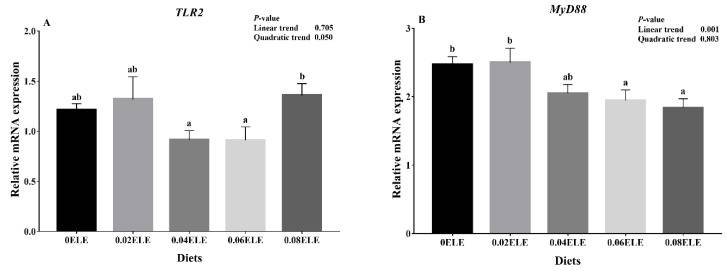 A
TLR2
P-value
Linear trend 0.705
Quadratic trend 0.050
Relative mRNA expression
2.0
1.5
1.0
0.5
0.0
ab
ab
a
a
b
0ELE
0.02ELE
0.04ELE
0.06ELE
0.08ELE
Diets
B
MyD88
P-value
Linear trend 0.001
Quadratic trend 0.803
Relative mRNA expression
3
2
1
0
b
b
ab
a
a
0ELE
0.02ELE
0.04ELE
0.06ELE
0.08ELE
Diets